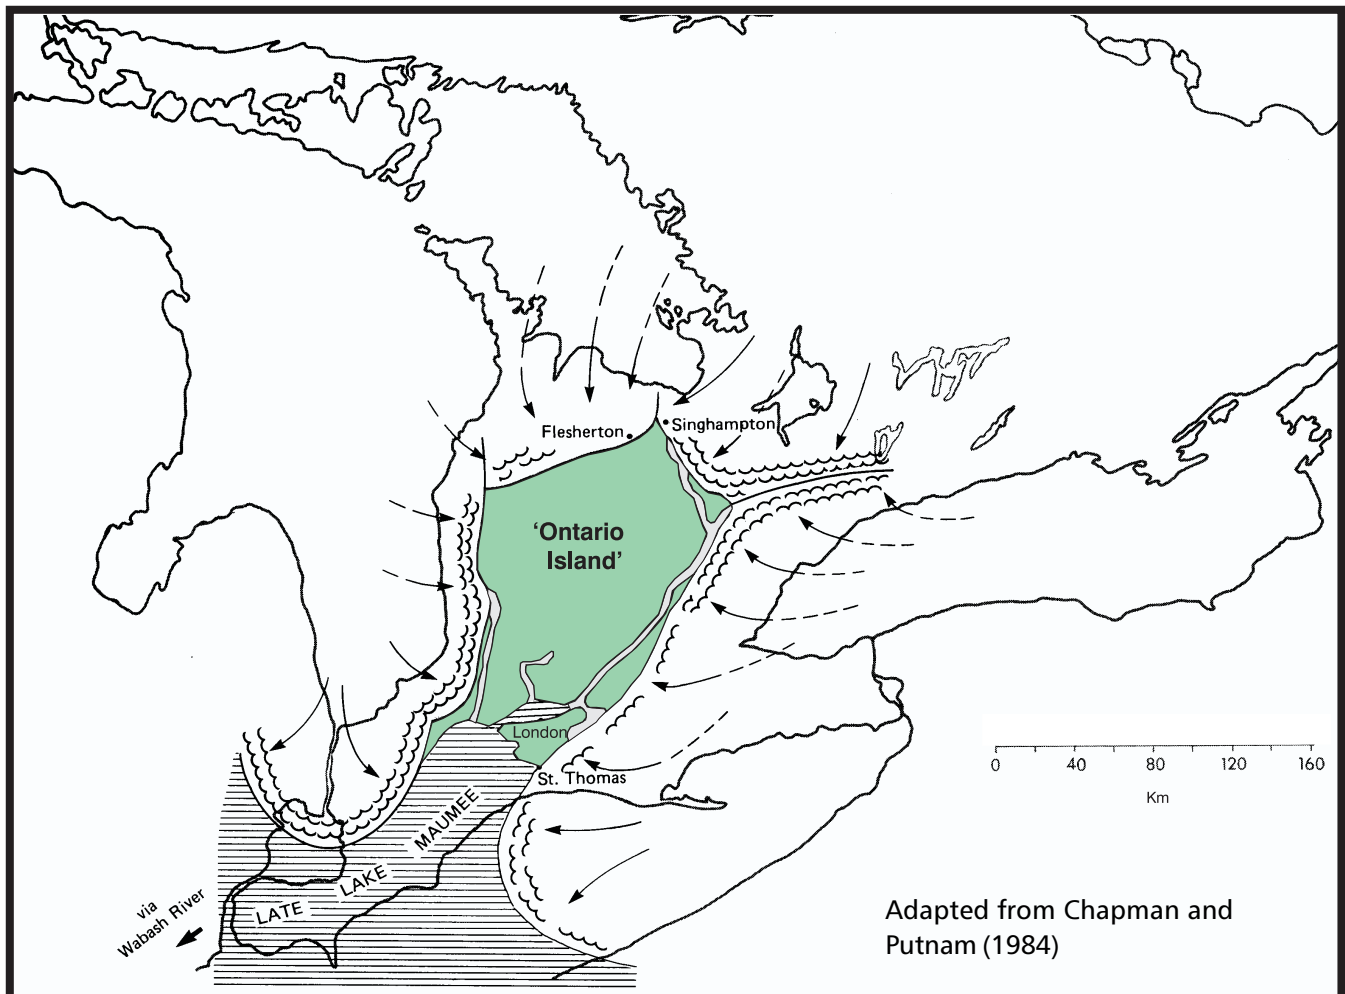 Flesherton
Singhampton
‘Ontario
Island’
London
St. Thomas
0 40 80 120 160
Km
LATE LAKE MAUMEE
via
Wabash River
Adapted from Chapman and
Putnam (1984)